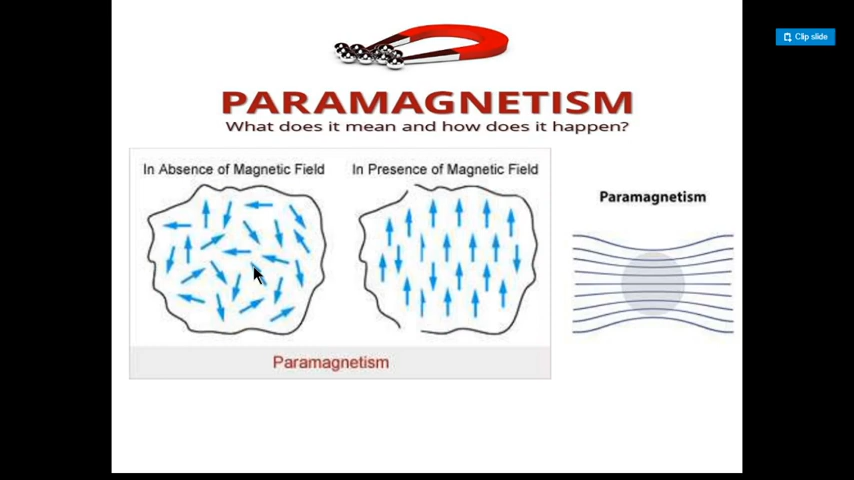 Clip slide
PARAMAGNETISM
What does it mean and how does it happen?
In Absence of Magnetic Field
In Presence of Magnetic Field
Paramagnetism
Paramagnetism